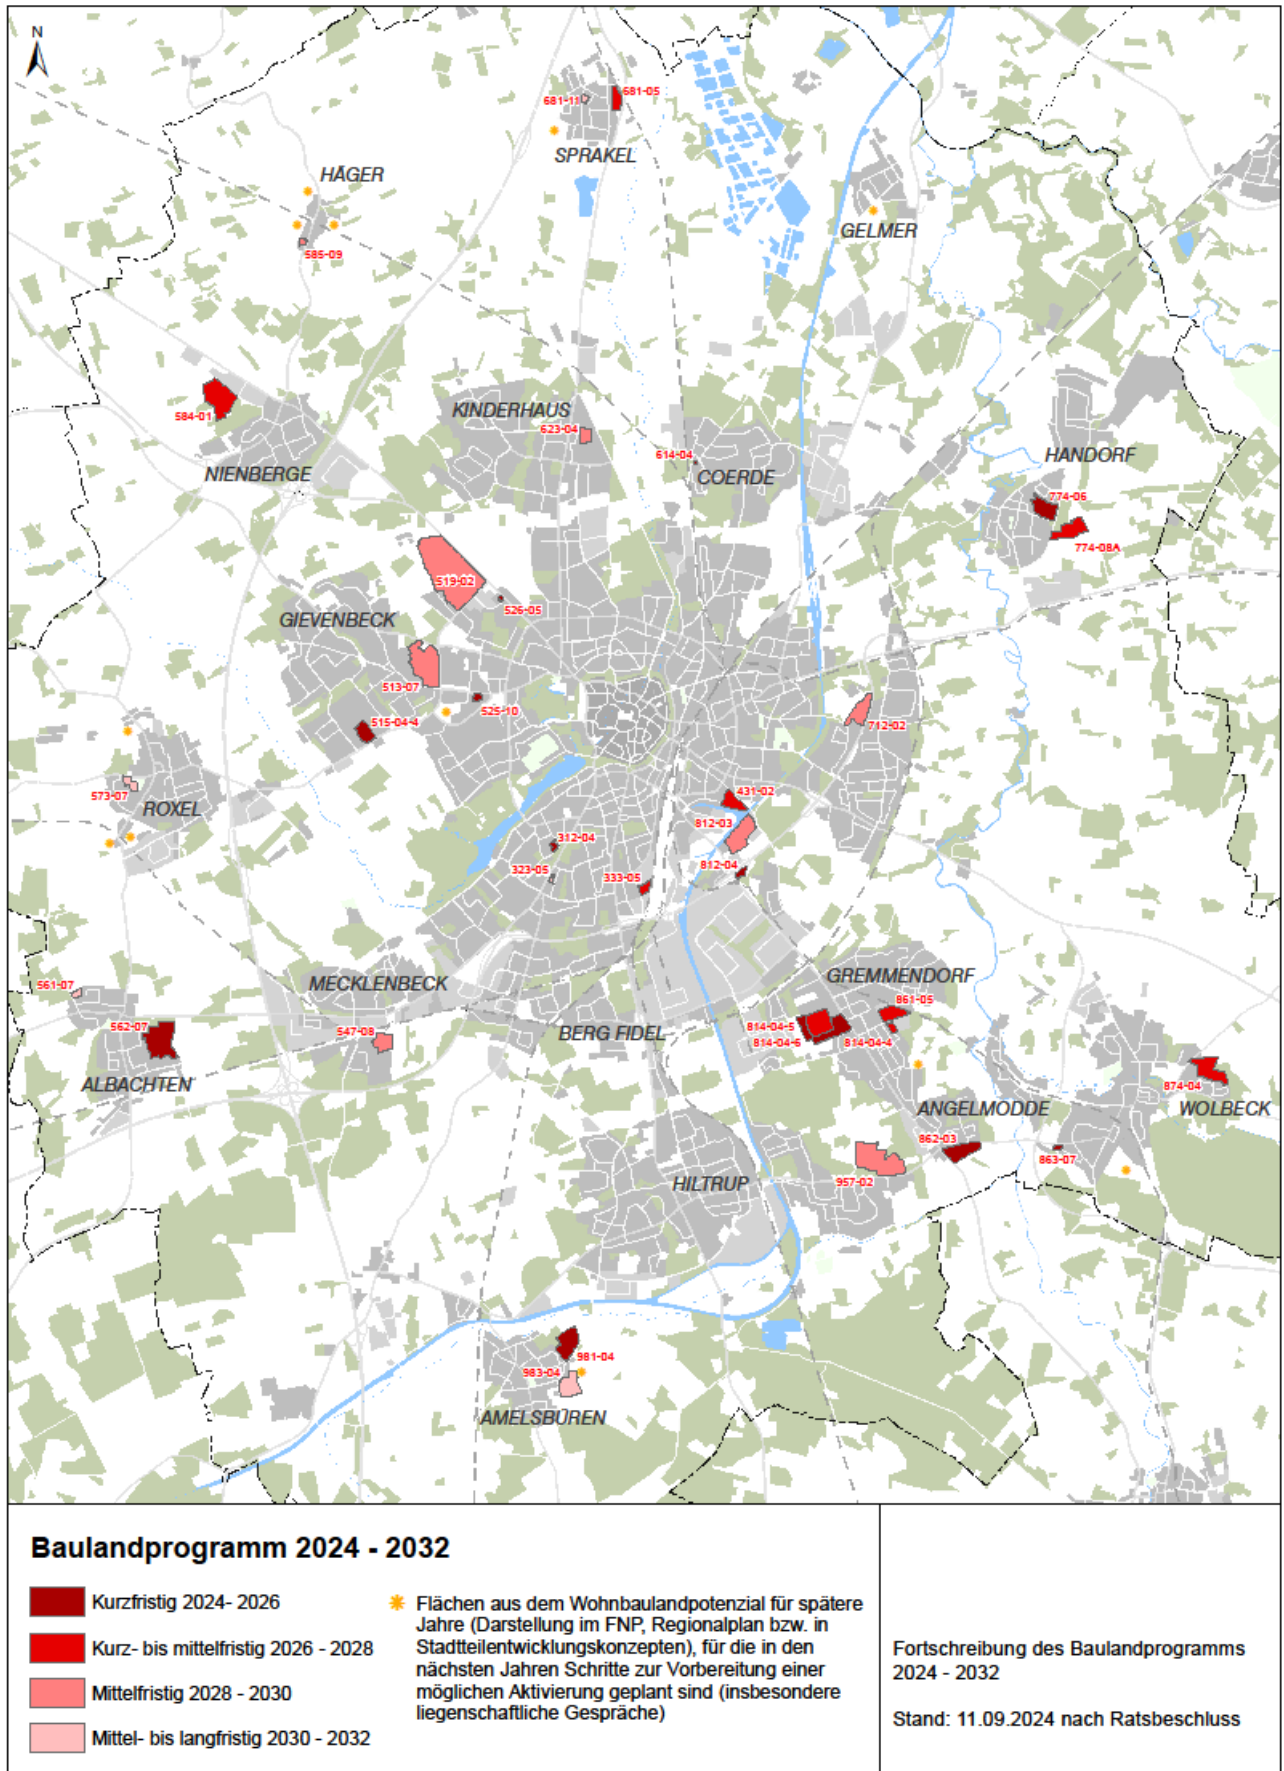 N
681-11
681-05
SPRAKEL
HÄGER
GELMER
585-09
584-01
KINDERHAUS
623-04
614-04
COERDE
HANDORF
NIENBERGE
774-06
774-08A
519-02
526-05
GIEVENBECK
513-07
525-10
515-04-4
712-02
573-07
ROXEL
431-02
812-03
312-04
323-05
333-05
812-04
MECKLENBECK
GREMMENDORF
561-07
562-07
547-08
861-05
BERG FIDEL
814-04-5
814-04-6
814-04-4
ALBACHTEN
874-04
ANGELMODDE
WOLBECK
862-03
863-07
HILTRUP
957-02
981-04
983-04
AMELSBÜREN
Baulandprogramm 2024 - 2032
Kurzfristig 2024- 2026
Kurz- bis mittelfristig 2026 - 2028
Mittelfristig 2028 - 2030
Mittel- bis langfristig 2030 - 2032
Flächen aus dem Wohnbaulandpotenzial für spätere
Jahre (Darstellung im FNP, Regionalplan bzw. in
Stadtteilentwicklungskonzepten), für die in den
nächsten Jahren Schritte zur Vorbereitung einer
möglichen Aktivierung geplant sind (insbesondere
liegenschaftliche Gespräche)
Fortschreibung des Baulandprogramms
2024 - 2032
Stand: 11.09.2024 nach Ratsbeschluss